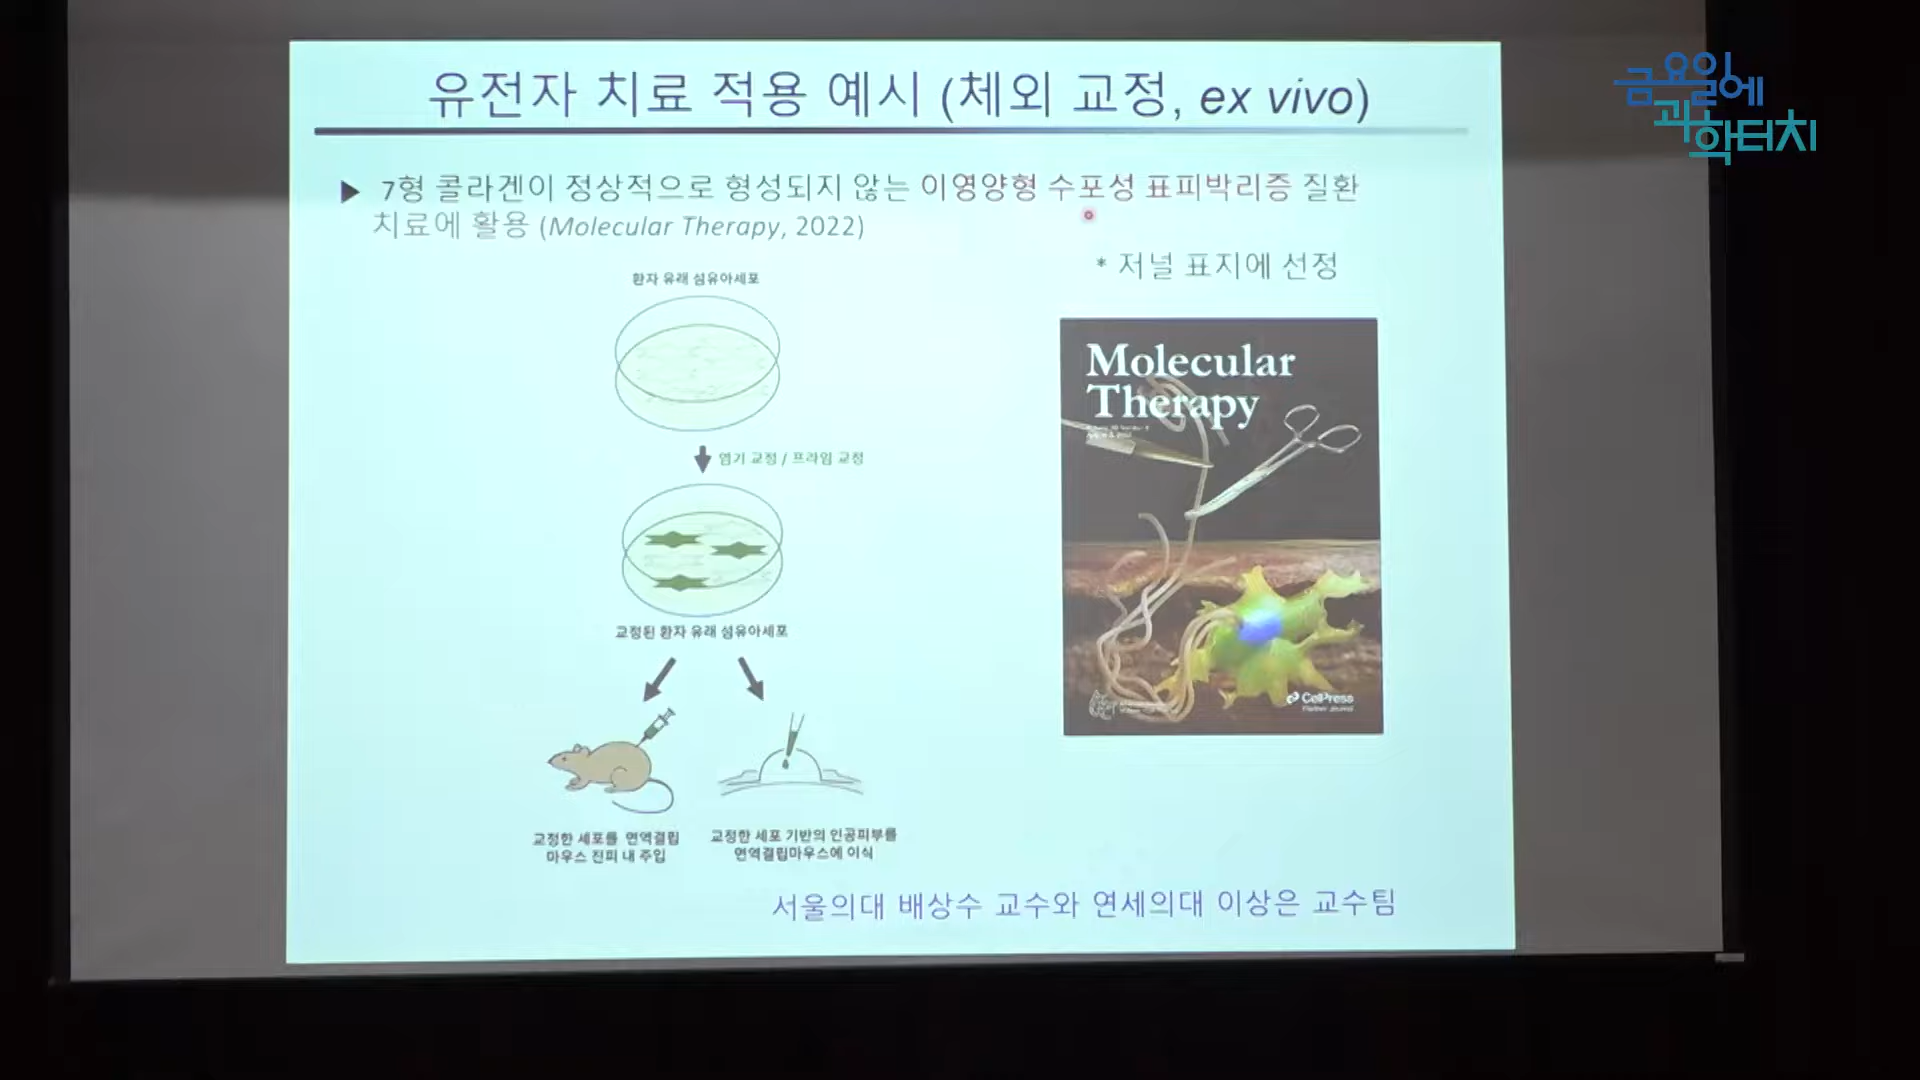 유전자 치료 적용 예시 (체외 교정, ex vivo)
금요일에
과학터치
▶ 7형 콜라겐이 정상적으로 형성되지 않는 이영양형 수포성 표피박리증 질환
치료에 활용 (Molecular Therapy, 2022)
* 저널 표지에 선정
환자 유래 섬유아세포
염기 교정 / 프라임 교정
교정된 환자 유래 섬유아세포
교정한 세포를 면역결핍
마우스 진피 내 주입
교정한 세포 기반의 인공피부를
면역결핍마우스에 이식
Molecular
Therapy
CellPress
Partner Journal
서울의대 배상수 교수와 연세의대 이상은 교수팀